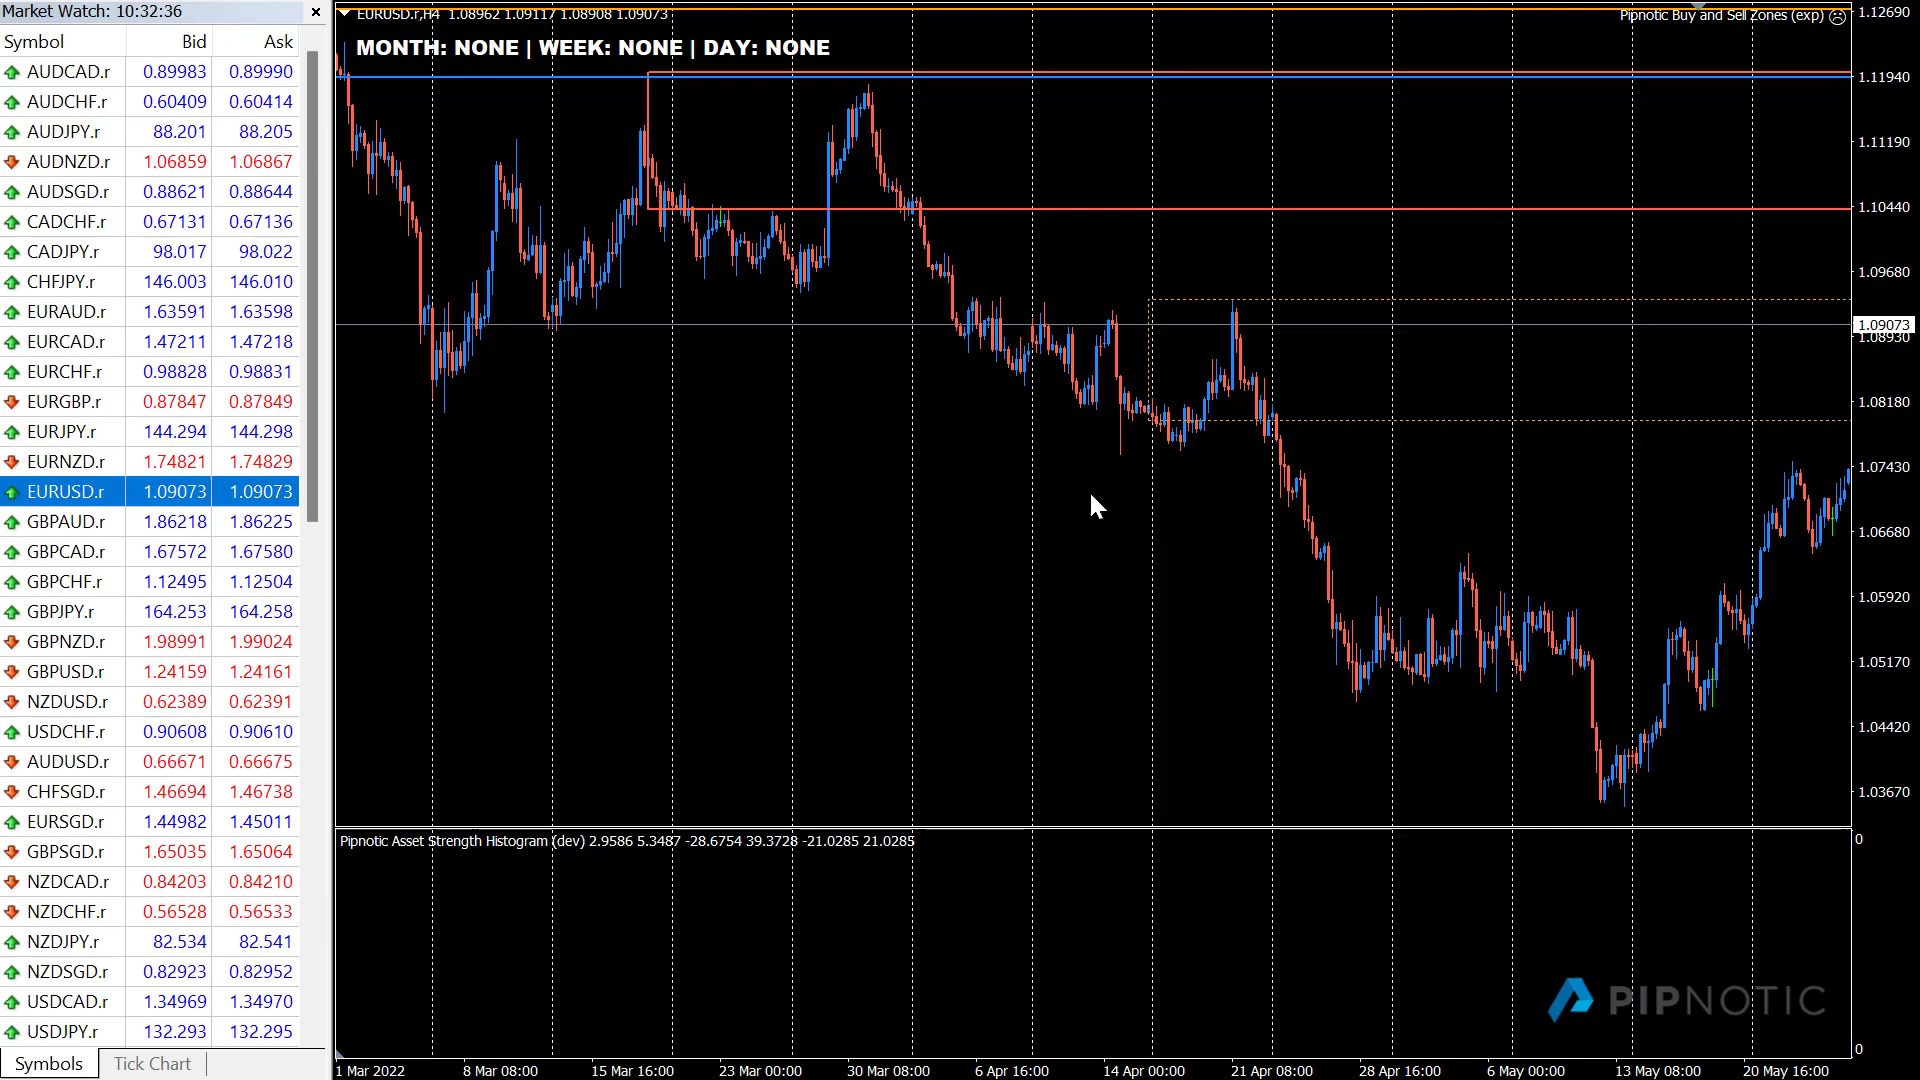 Market Watch: 10:32:36
Symbol Bid Ask
AUDCAD.r 0.89983 0.89990
AUDCHF.r 0.60409 0.60414
AUDJPY.r 88.201 88.205
AUDNZD.r 1.06859 1.06867
AUDSGD.r 0.88621 0.88644
CADCHF.r 0.67131 0.67136
CADJPY.r 98.017 98.022
CHFJPY.r 146.003 146.010
EURAUD.r 1.63591 1.63598
EURCAD.r 1.47211 1.47218
EURCHF.r 0.98828 0.98831
EURGBP.r 0.87847 0.87849
EURJPY.r 144.294 144.298
EURNZD.r 1.74821 1.74829
EURUSD.r 1.09073 1.09073
GBPAUD.r 1.86218 1.86225
GBPCAD.r 1.67572 1.67580
GBPCHF.r 1.12495 1.12504
GBPJPY.r 164.253 164.258
GBPNZD.r 1.98991 1.99024
GBPUSD.r 1.24159 1.24161
NZDUSD.r 0.62389 0.62391
USDCHF.r 0.90608 0.90610
AUDUSD.r 0.66671 0.66675
CHFSGD.r 1.46694 1.46738
EURSGD.r 1.44982 1.45011
GBPSGD.r 1.65035 1.65064
NZDCAD.r 0.84203 0.84210
NZDCHF.r 0.56528 0.56533
NZDJPY.r 82.534 82.541
NZDSGD.r 0.82923 0.82952
USDCAD.r 1.34969 1.34970
USDJPY.r 132.293 132.295
Symbols Tick Chart
EURUSD.r,H4 1.08962 1.09117 1.08908 1.09073
Pipnotic Buy and Sell Zones (exp)
MONTH: NONE | WEEK: NONE | DAY: NONE
1.12690
1.11940
1.11190
1.10440
1.09680
1.09073
1.08930
1.08180
1.07430
1.06680
1.05920
1.05170
1.04420
1.03670
Pipnotic Asset Strength Histogram (dev) 2.9586 5.3487 -28.6754 39.3728 -21.0285 21.0285
0
PIPNOTIC
0
1 Mar 2022 8 Mar 08:00 15 Mar 16:00 23 Mar 00:00 30 Mar 08:00 6 Apr 16:00 14 Apr 00:00 21 Apr 08:00 28 Apr 16:00 6 May 00:00 13 May 08:00 20 May 16:00